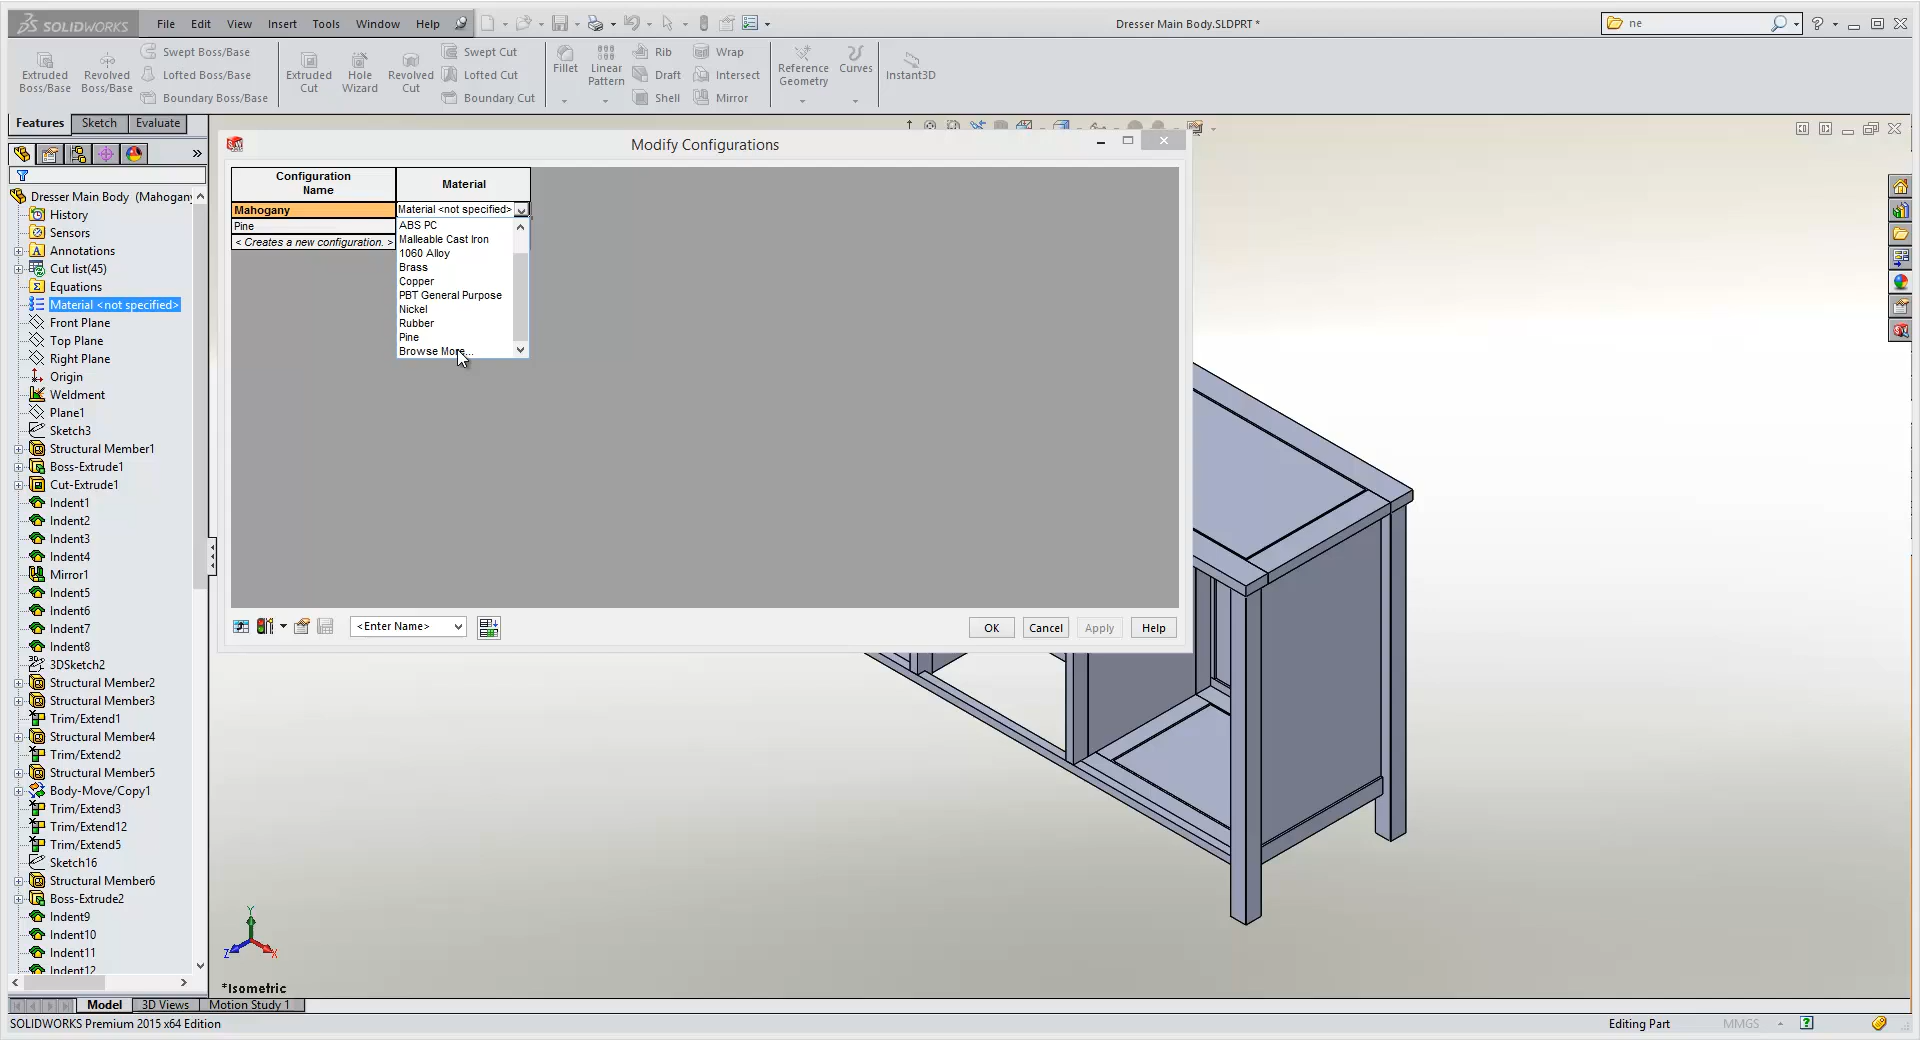 SOLIDWORKS File Edit View Insert Tools Window Help Dresser Main Body.SLDPRT * ne
Extruded Boss/Base
Revolved Boss/Base
Swept Boss/Base
Lofted Boss/Base
Boundary Boss/Base
Extruded Cut
Hole Wizard
Revolved Cut
Swept Cut
Lofted Cut
Boundary Cut
Fillet
Linear Pattern
Rib
Draft
Shell
Wrap
Intersect
Mirror
Reference Geometry
Curves
Instant3D
Features Sketch Evaluate
Dresser Main Body (Mahogany
History
Sensors
Annotations
Cut list(45)
Equations
Material <not specified>
Front Plane
Top Plane
Right Plane
Origin
Weldment
Plane1
Sketch3
Structural Member1
Boss-Extrude1
Cut-Extrude1
Indent1
Indent2
Indent3
Indent4
Mirror1
Indent5
Indent6
Indent7
Indent8
3DSketch2
Structural Member2
Structural Member3
Trim/Extend1
Structural Member4
Trim/Extend2
Structural Member5
Body-Move/Copy1
Trim/Extend3
Trim/Extend12
Trim/Extend5
Sketch16
Structural Member6
Boss-Extrude2
Indent9
Indent10
Indent11
Indent12
Modify Configurations
Configuration Name
Material
Mahogany
Material <not specified>
Pine
< Creates a new configuration. >
ABS PC
Malleable Cast Iron
1060 Alloy
Brass
Copper
PBT General Purpose
Nickel
Rubber
Pine
Browse More...
<Enter Name>
OK Cancel Apply Help
Y
Z
X
*Isometric
Model 3D Views Motion Study 1
SOLIDWORKS Premium 2015 x64 Edition Editing Part MMGS